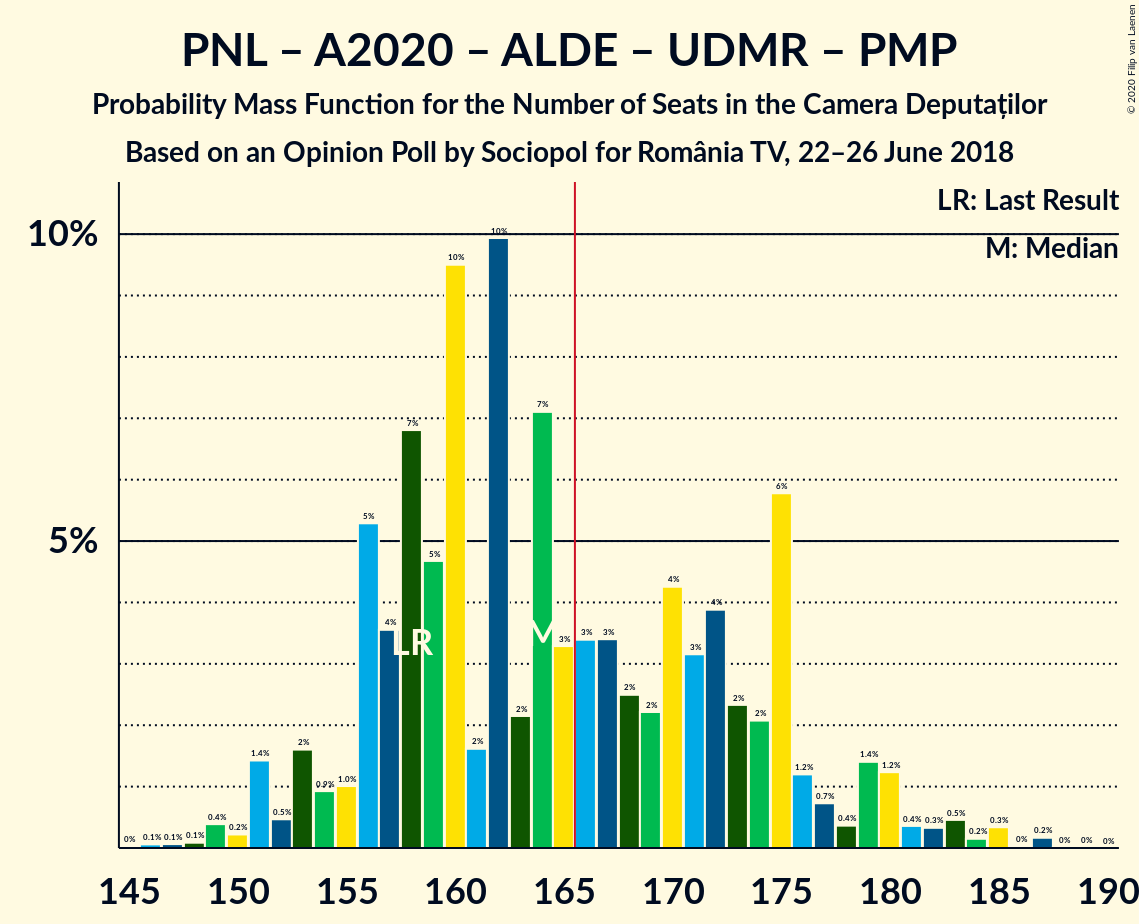 PNL – A2020 – ALDE – UDMR – PMP
Probability Mass Function for the Number of Seats in the Camera Deputaților
Based on an Opinion Poll by Sociopol for România TV, 22–26 June 2018
© 2020 Filip van Laenen
LR: Last Result
M: Median
10%
5%
0% 0.1% 0.1% 0.1% 0.4% 0.2% 1.4% 0.5% 2% 0.9% 1.0% 5% 4% 7% 5% 10% 2% 10% 2% 7% 3% 3% 3% 2% 2% 4% 3% 4% 2% 2% 6% 1.2% 0.7% 0.4% 1.4% 1.2% 0.4% 0.3% 0.5% 0.2% 0.3% 0% 0.2% 0% 0% 0%
LR M
145 150 155 160 165 170 175 180 185 190